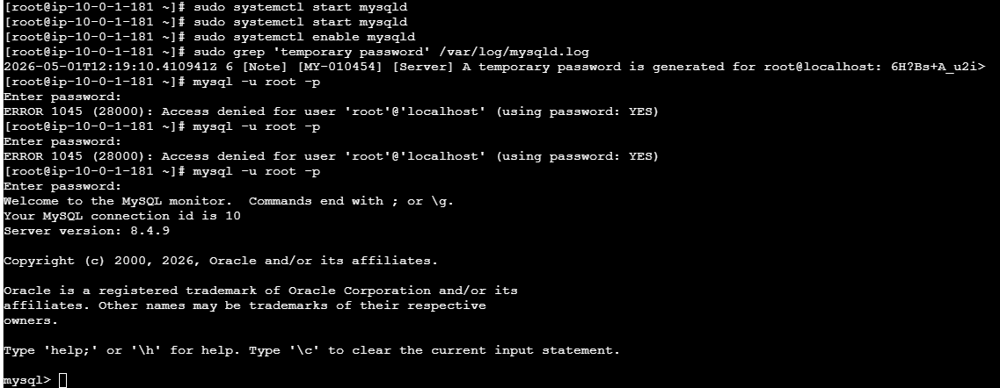 [root@ip-10-0-1-181 ~]# sudo systemctl start mysqld
[root@ip-10-0-1-181 ~]# sudo systemctl start mysqld
[root@ip-10-0-1-181 ~]# sudo systemctl enable mysqld
[root@ip-10-0-1-181 ~]# sudo grep 'temporary password' /var/log/mysqld.log
2026-05-01T12:19:10.410941Z 6 [Note] [MY-010454] [Server] A temporary password is generated for root@localhost: 6H?Bs+A_u2i>
[root@ip-10-0-1-181 ~]# mysql -u root -p
Enter password:
ERROR 1045 (28000): Access denied for user 'root'@'localhost' (using password: YES)
[root@ip-10-0-1-181 ~]# mysql -u root -p
Enter password:
ERROR 1045 (28000): Access denied for user 'root'@'localhost' (using password: YES)
[root@ip-10-0-1-181 ~]# mysql -u root -p
Enter password:
Welcome to the MySQL monitor.  Commands end with ; or \g.
Your MySQL connection id is 10
Server version: 8.4.9
Copyright (c) 2000, 2026, Oracle and/or its affiliates.
Oracle is a registered trademark of Oracle Corporation and/or its
affiliates. Other names may be trademarks of their respective
owners.
Type 'help;' or '\h' for help. Type '\c' to clear the current input statement.
mysql>